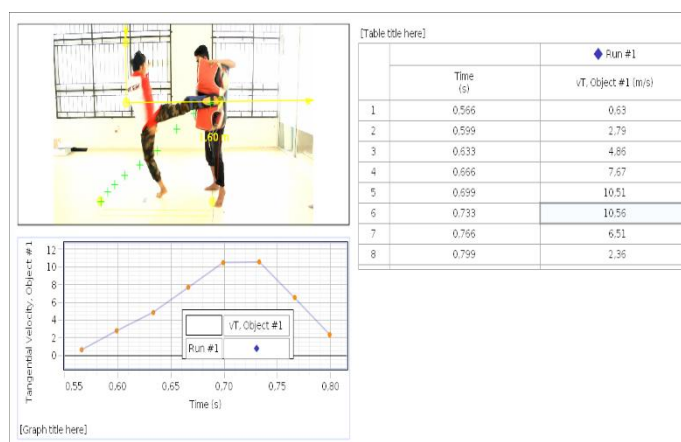 1.60 m
[Table title here]
Run #1
Time (s) vT, Object #1 (m/s)
1 0.566 0.63
2 0.599 2.79
3 0.633 4.86
4 0.666 7.67
5 0.699 10.51
6 0.733 10.56
7 0.766 6.51
8 0.799 2.36
Tangential Velocity, Object #1
12
10
8
6
4
2
0
vT, Object #1
Run #1
0.55 0.60 0.65 0.70 0.75 0.80
Time (s)
[Graph title here]